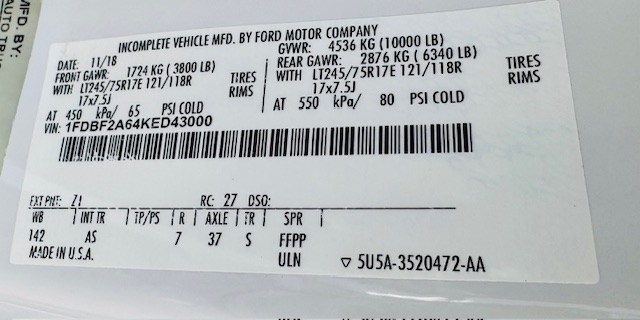 MFD. BY:
INCOMPLETE VEHICLE MFD. BY FORD MOTOR COMPANY
DATE: 11/18 GVWR: 4536 KG (10000 LB)
FRONT GAWR: 1724 KG (3800 LB) REAR GAWR: 2876 KG (6340 LB)
WITH LT245/75R17E 121/118R TIRES WITH LT245/75R17E 121/118R TIRES
17x7.5J RIMS 17x7.5J RIMS
AT 450 kPa/ 65 PSI COLD AT 550 kPa/ 80 PSI COLD
VIN: 1FDBF2A64KED43000
EXT PNT: Z1 RC: 27 DSO:
WB INT TR TP/PS R AXLE TR SPR
142 AS 7 37 S FFPP
MADE IN U.S.A. ULN ▽ 5U5A-3520472-AA